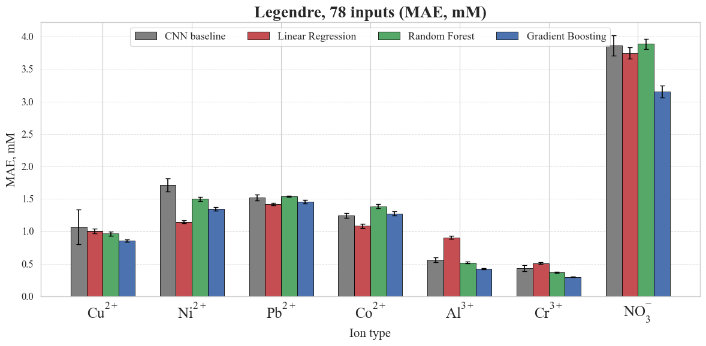 Legendre, 78 inputs (MAE, mM)
CNN baseline Linear Regression Random Forest Gradient Boosting
MAE, mM
4.0
3.5
3.0
2.5
2.0
1.5
1.0
0.5
0.0
Cu²⁺ Ni²⁺ Pb²⁺ Co²⁺ Al³⁺ Cr³⁺ NO₃⁻
Ion type